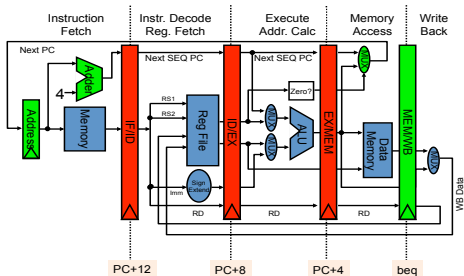 Instruction
Fetch
Instr. Decode
Reg. Fetch
Execute
Addr. Calc
Memory
Access
Write
Back
Next PC
Next SEQ PC
Next SEQ PC
Adder
4
Address
Memory
IF/ID
RS1
RS2
Reg File
ID/EX
Imm
Sign
Extend
RD
MUX
MUX
Zero?
ALU
RD
EX/MEM
MUX
Data
Memory
RD
MEM/WB
MUX
WB Data
PC+12
PC+8
PC+4
beq